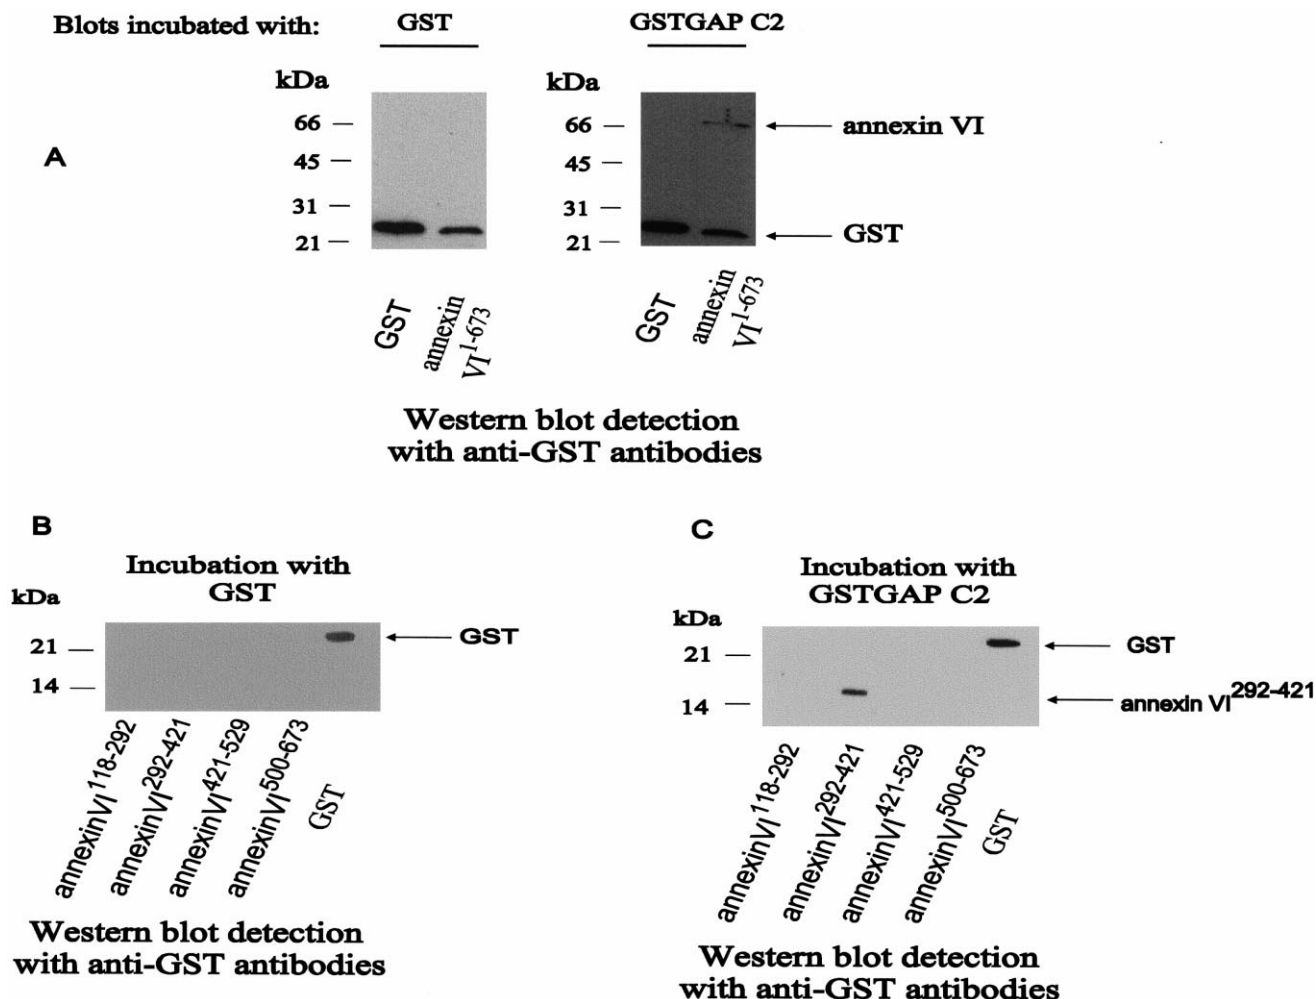 Blots incubated with:
GST
GSTGAP C2
A
kDa
66
45
31
21
GST
annexin
VI1-673
kDa
66
45
31
21
annexin VI
GST
GST
annexin
VI1-673
Western blot detection
with anti-GST antibodies
B
Incubation with
GST
kDa
21
14
GST
annexinVI118-292
annexinVI292-421
annexinVI421-529
annexinVI500-673
GST
Western blot detection
with anti-GST antibodies
C
Incubation with
GSTGAP C2
kDa
21
14
GST
annexin VI292-421
annexinVI118-292
annexinVI292-421
annexinVI421-529
annexinVI500-673
GST
Western blot detection
with anti-GST antibodies